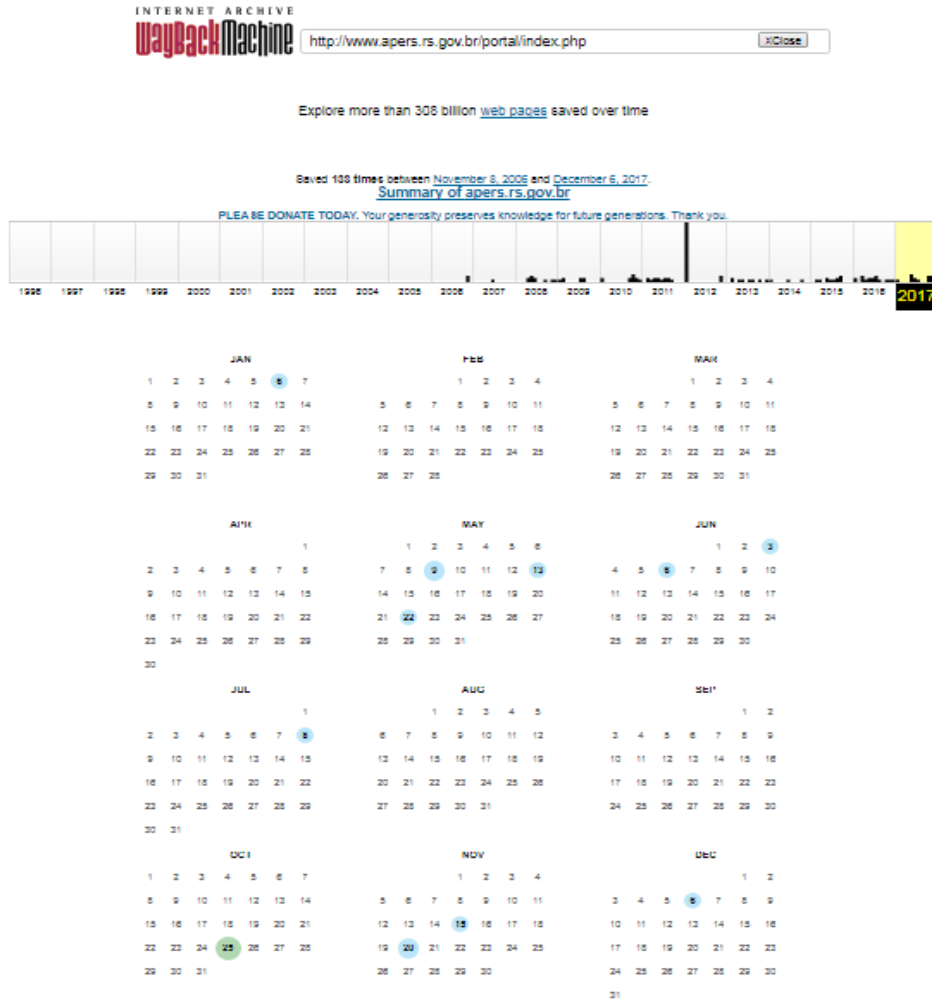 INTERNET ARCHIVE
WayBackMachine
http://www.apers.rs.gov.br/portal/index.php
XClose
Explore more than 308 billion web pages saved over time
Saved 188 times between November 8, 2006 and December 6, 2017.
Summary of apers.rs.gov.br
PLEASE DONATE TODAY. Your generosity preserves knowledge for future generations. Thank you.
1996 1997 1998 1999 2000 2001 2002 2003 2004 2005 2006 2007 2008 2009 2010 2011 2012 2013 2014 2015 2016 2017
JAN FEB MAR
1 2 3 4 5 6 7 1 2 3 4 1 2 3 4
8 9 10 11 12 13 14 5 6 7 8 9 10 11 5 6 7 8 9 10 11
15 16 17 18 19 20 21 12 13 14 15 16 17 18 12 13 14 15 16 17 18
22 23 24 25 26 27 28 19 20 21 22 23 24 25 19 20 21 22 23 24 25
29 30 31 26 27 28 26 27 28 29 30 31
APR MAY JUN
1 1 2 3 4 5 6 1 2 3
2 3 4 5 6 7 8 7 8 9 10 11 12 13 4 5 6 7 8 9 10
9 10 11 12 13 14 15 14 15 16 17 18 19 20 11 12 13 14 15 16 17
16 17 18 19 20 21 22 21 22 23 24 25 26 27 18 19 20 21 22 23 24
23 24 25 26 27 28 29 28 29 30 31 25 26 27 28 29 30
30
JUL AUG SEP
1 1 2 3 4 5 1 2
2 3 4 5 6 7 8 6 7 8 9 10 11 12 3 4 5 6 7 8 9
9 10 11 12 13 14 15 13 14 15 16 17 18 19 10 11 12 13 14 15 16
16 17 18 19 20 21 22 20 21 22 23 24 25 26 17 18 19 20 21 22 23
23 24 25 26 27 28 29 27 28 29 30 31 24 25 26 27 28 29 30
30 31
OCT NOV DEC
1 2 3 4 5 6 7 1 2 3 4 1 2
8 9 10 11 12 13 14 5 6 7 8 9 10 11 3 4 5 6 7 8 9
15 16 17 18 19 20 21 12 13 14 15 16 17 18 10 11 12 13 14 15 16
22 23 24 25 26 27 28 19 20 21 22 23 24 25 17 18 19 20 21 22 23
29 30 31 26 27 28 29 30 24 25 26 27 28 29 30
31